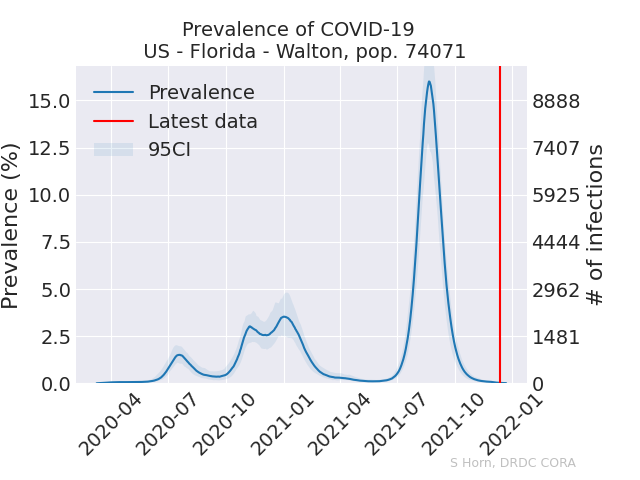 Prevalence of COVID-19
US - Florida - Walton, pop. 74071
Prevalence
Latest data
95CI
Prevalence (%)
15.0
12.5
10.0
7.5
5.0
2.5
0.0
8888
7407
5925
4444
2962
1481
0
# of infections
2020-04
2020-07
2020-10
2021-01
2021-04
2021-07
2021-10
2022-01
S Horn, DRDC CORA